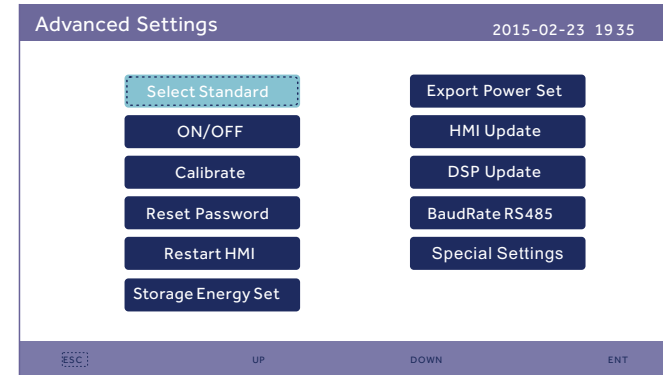 Advanced Settings
2015-02-23 19 35
Select Standard
ON/OFF
Calibrate
Reset Password
Restart HMI
Storage Energy Set
Export Power Set
HMI Update
DSP Update
BaudRate RS485
Special Settings
ESC UP DOWN ENT